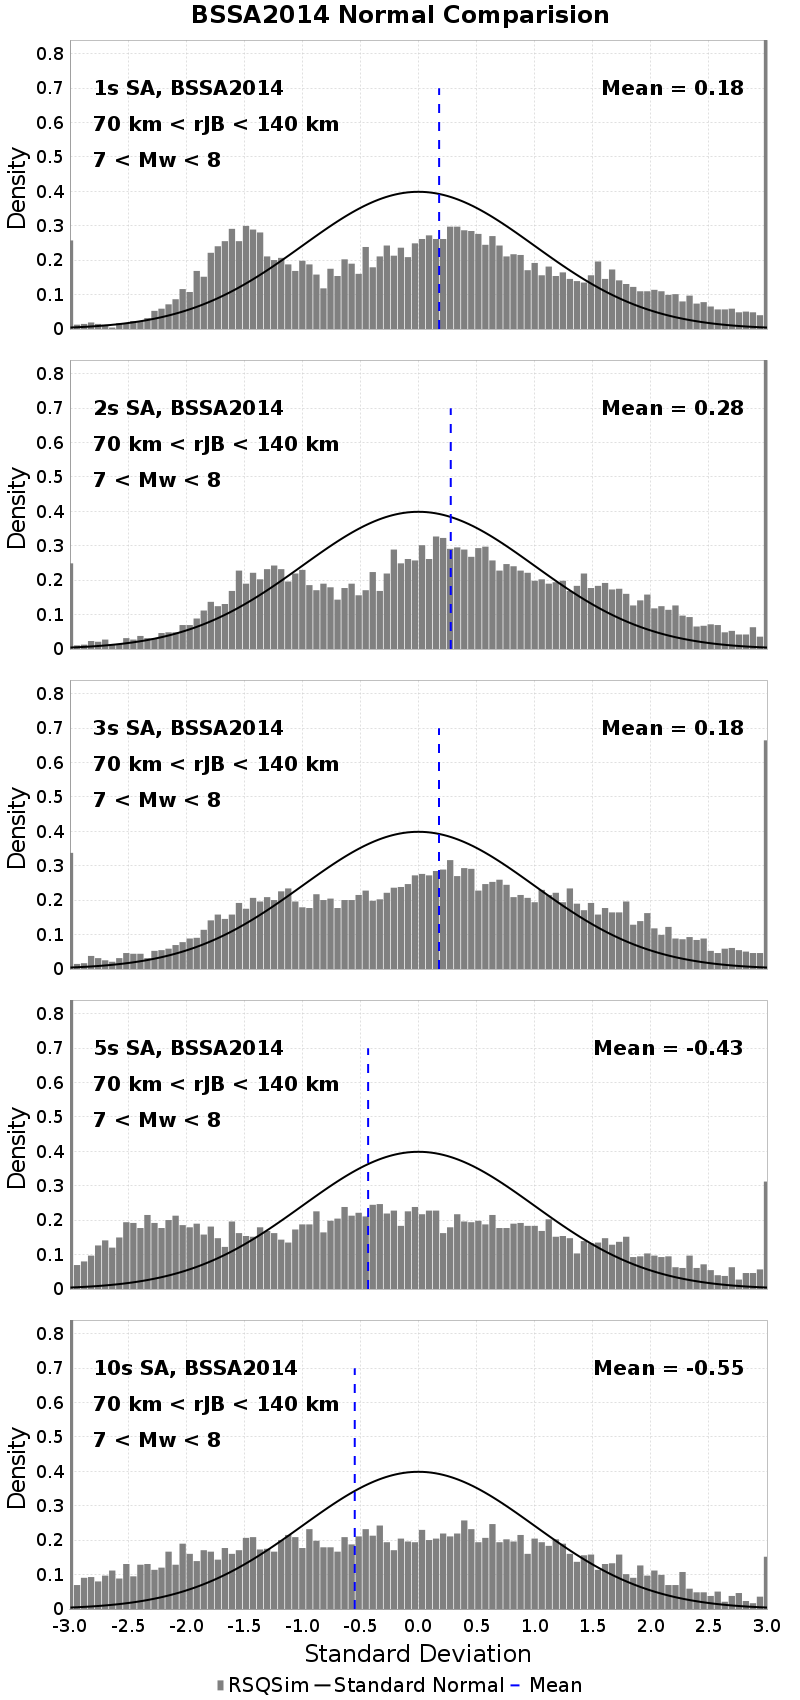 BSSA2014 Normal Comparision
0.8
1s SA, BSSA2014
Mean = 0.18
0.7
70 km < rJB < 140 km
0.6
7 < Mw < 8
0.5
0.4
0.3
0.2
0.1
0
Density
0.8
2s SA, BSSA2014
Mean = 0.28
0.7
70 km < rJB < 140 km
0.6
7 < Mw < 8
0.5
0.4
0.3
0.2
0.1
0
Density
0.8
3s SA, BSSA2014
Mean = 0.18
0.7
70 km < rJB < 140 km
0.6
7 < Mw < 8
0.5
0.4
0.3
0.2
0.1
0
Density
0.8
5s SA, BSSA2014
Mean = -0.43
0.7
70 km < rJB < 140 km
0.6
7 < Mw < 8
0.5
0.4
0.3
0.2
0.1
0
Density
0.8
10s SA, BSSA2014
Mean = -0.55
0.7
70 km < rJB < 140 km
0.6
7 < Mw < 8
0.5
0.4
0.3
0.2
0.1
0
Density
-3.0 -2.5 -2.0 -1.5 -1.0 -0.5 0.0 0.5 1.0 1.5 2.0 2.5 3.0
Standard Deviation
RSQSim Standard Normal Mean